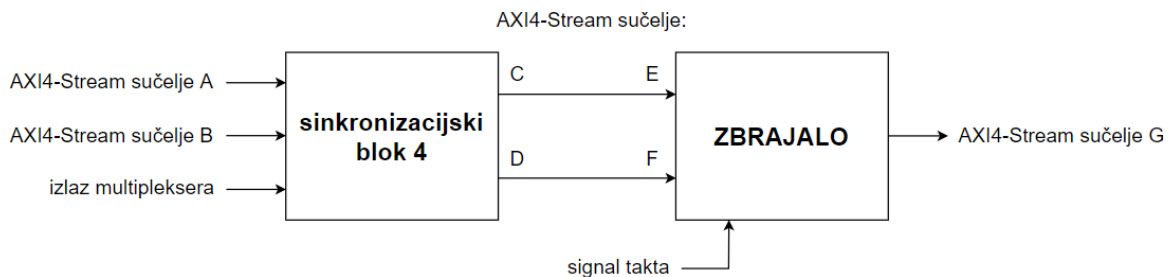 AXI4-Stream sučelje:
AXI4-Stream sučelje A
AXI4-Stream sučelje B
izlaz multipleksera
sinkronizacijski
blok 4
C
E
D
F
ZBRAJALO
AXI4-Stream sučelje G
signal takta